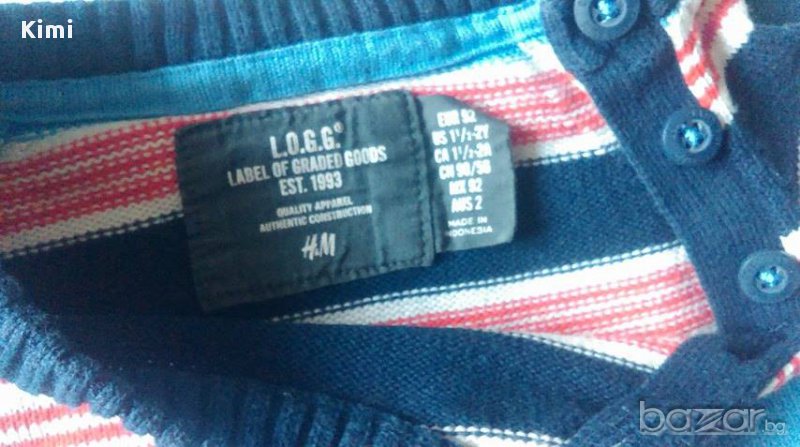 Kimi
L.O.G.G.®
LABEL OF GRADED GOODS
EST. 1993
QUALITY APPAREL
AUTHENTIC CONSTRUCTION
H&M
EUR 92
US 1½-2Y
CA 1½-2A
CN 90/50
MX 92
AUS 2
MADE IN
INDONESIA
bazar.bg